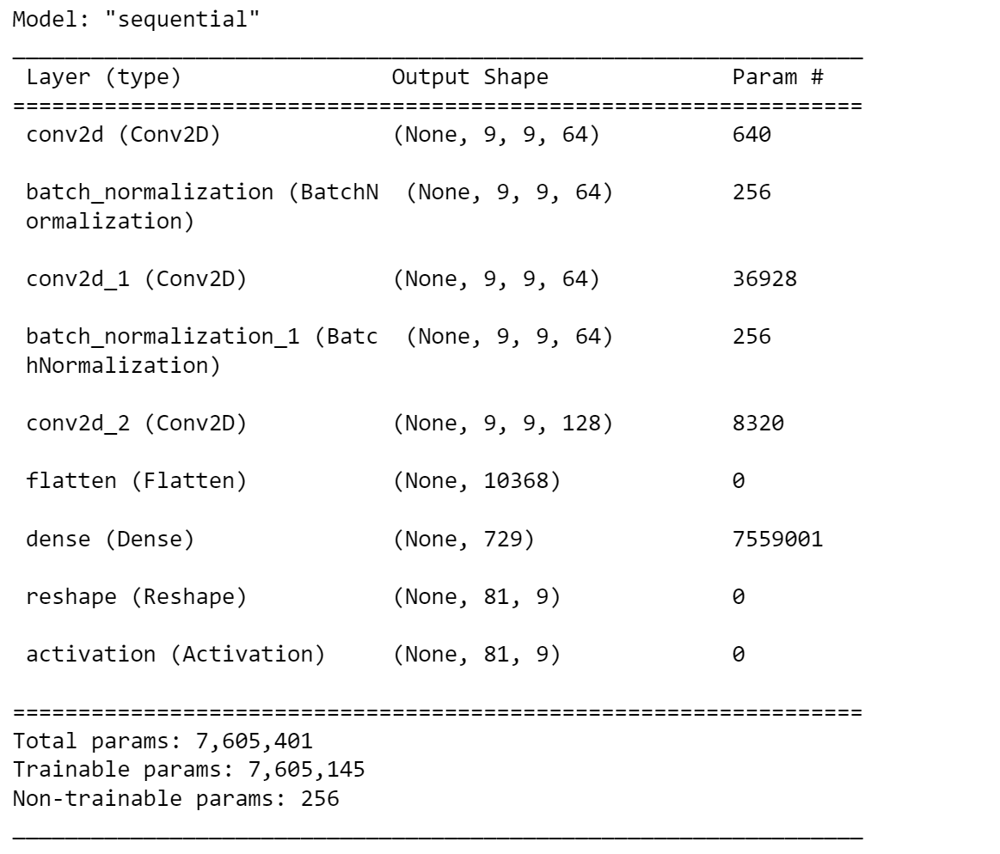 Model: "sequential"
_________________________________________________________________
Layer (type) Output Shape Param #
=================================================================
conv2d (Conv2D) (None, 9, 9, 64) 640
batch_normalization (BatchN (None, 9, 9, 64) 256
ormalization)
conv2d_1 (Conv2D) (None, 9, 9, 64) 36928
batch_normalization_1 (Batc (None, 9, 9, 64) 256
hNormalization)
conv2d_2 (Conv2D) (None, 9, 9, 128) 8320
flatten (Flatten) (None, 10368) 0
dense (Dense) (None, 729) 7559001
reshape (Reshape) (None, 81, 9) 0
activation (Activation) (None, 81, 9) 0
=================================================================
Total params: 7,605,401
Trainable params: 7,605,145
Non-trainable params: 256
_________________________________________________________________